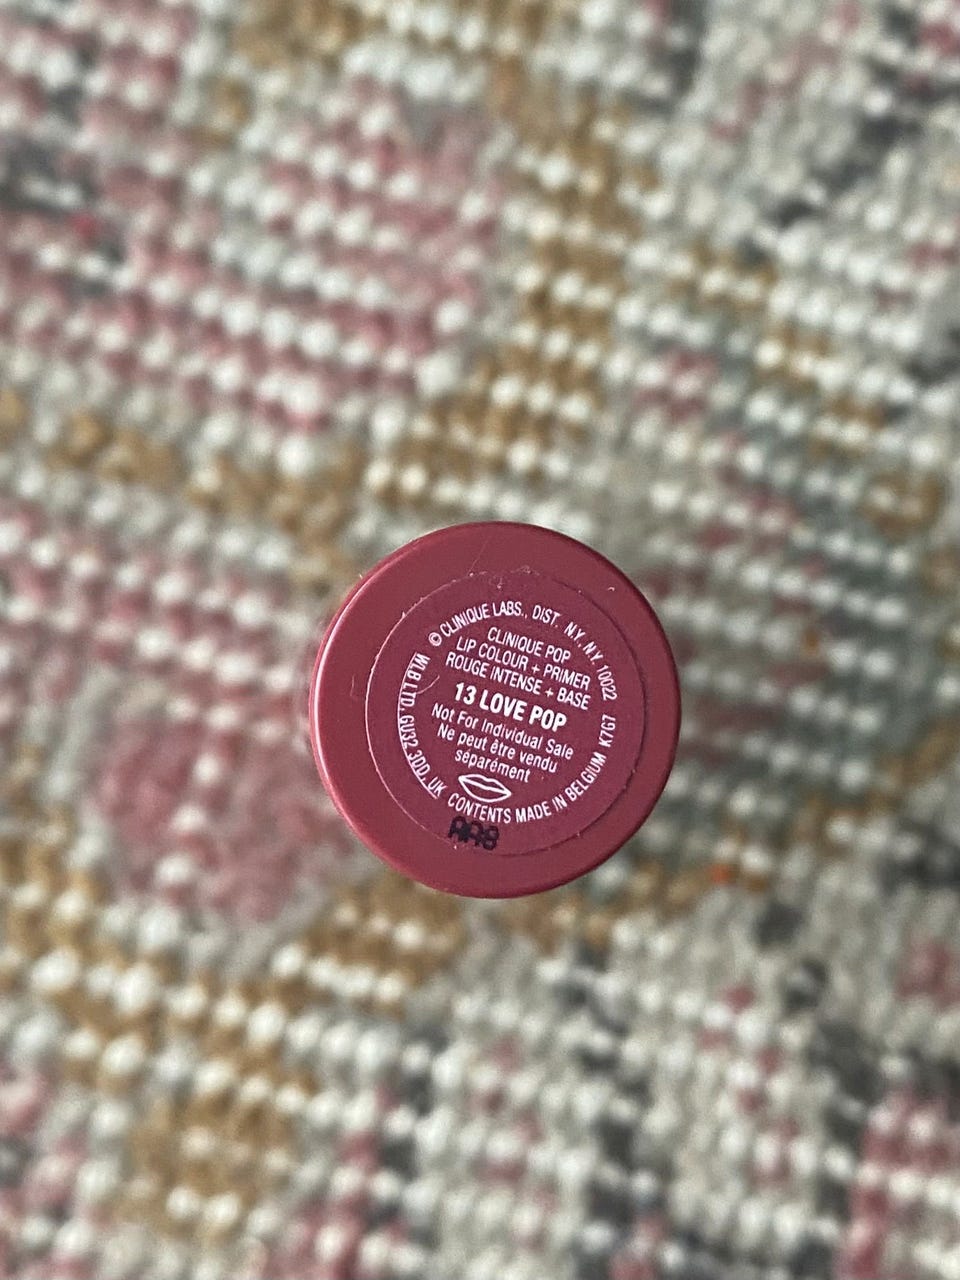 © CLINIQUE LABS., DIST. N.Y., N.Y. 10022
CLINIQUE POP
LIP COLOUR + PRIMER
ROUGE INTENSE + BASE
13 LOVE POP
Not For Individual Sale
Ne peut être vendu
séparément
W.B LTD, GU32 3DD, UK CONTENTS MADE IN BELGIUM K7G7
AA8